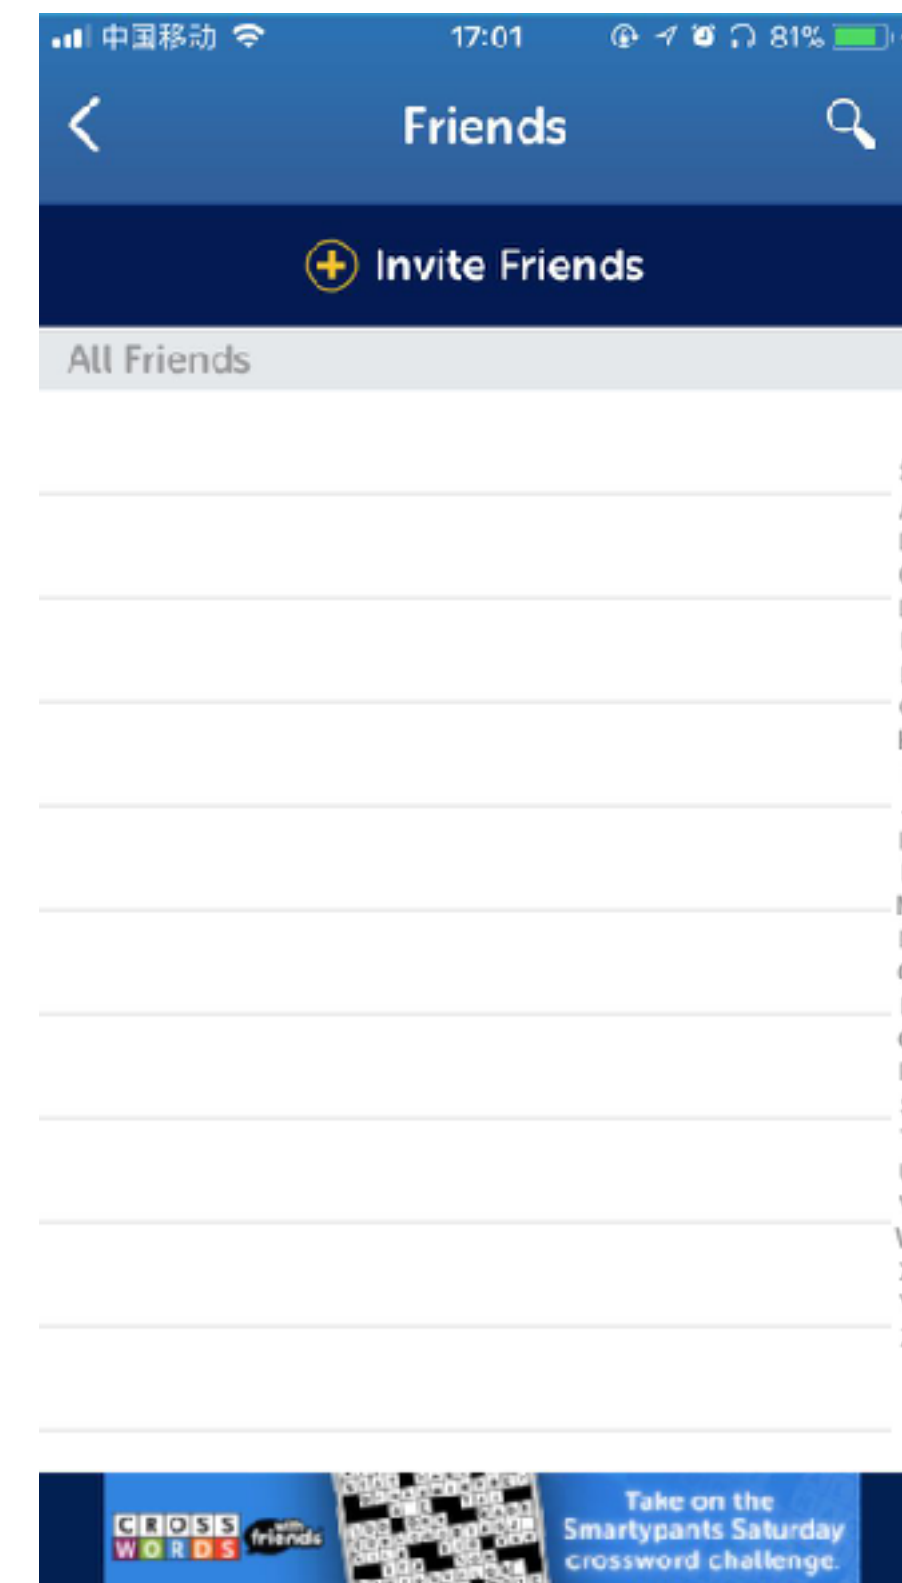 中国移动 17:01 81%
Friends
Invite Friends
All Friends
CROSS
WORDS
with
friends
Take on the
Smartypants Saturday
crossword challenge.